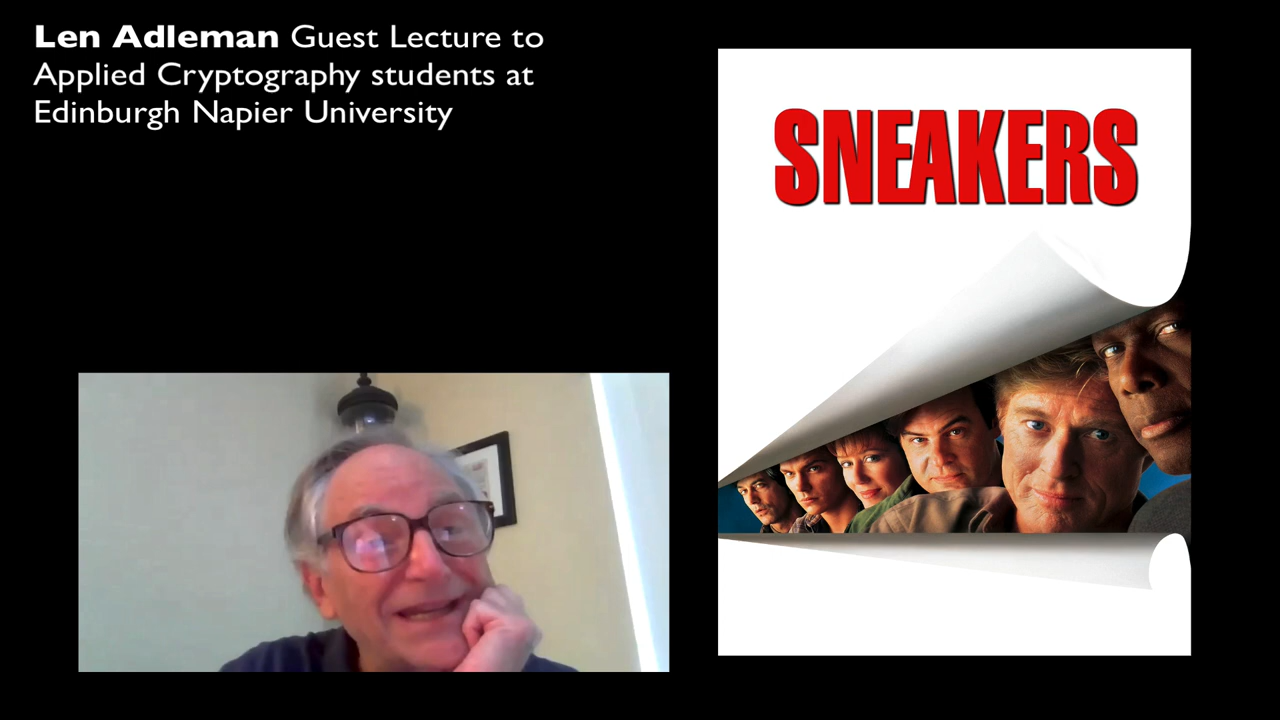 Len Adleman Guest Lecture to
Applied Cryptography students at
Edinburgh Napier University
SNEAKERS